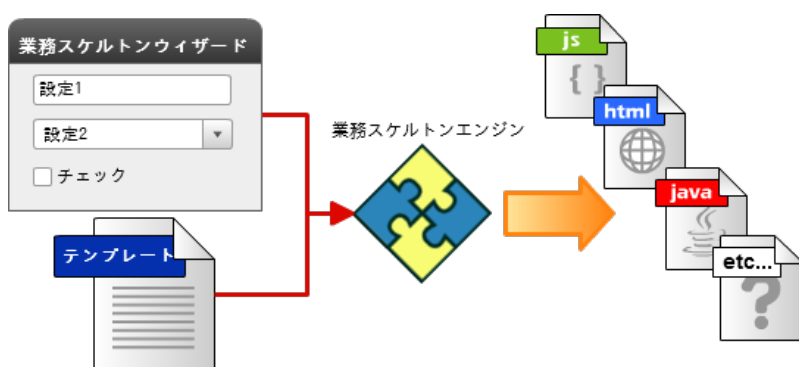 業務スケルトンウィザード
設定1
設定2
チェック
テンプレート
業務スケルトンエンジン
js
{ }
html
java
etc...
?